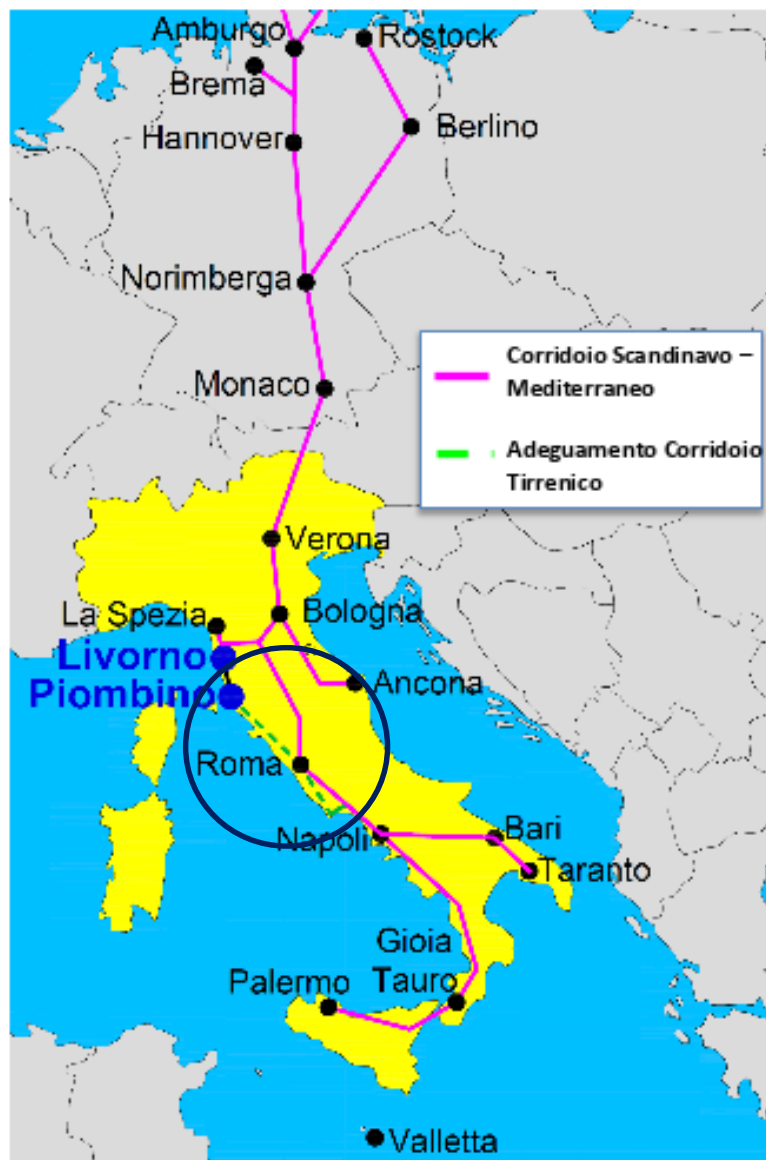 Amburgo
Rostock
Brema
Berlino
Hannover
Norimberga
Corridoio Scandinavo –
Mediterraneo
Monaco
Adeguamento Corridoio
Tirrenico
Verona
La Spezia
Bologna
Livorno
Ancona
Piombino
Roma
Napoli
Bari
Taranto
Gioia
Tauro
Palermo
Valletta